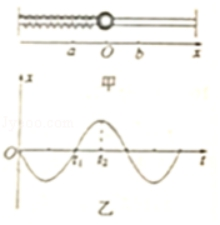 a O b x
甲
x
O t₁ t₂ t
乙